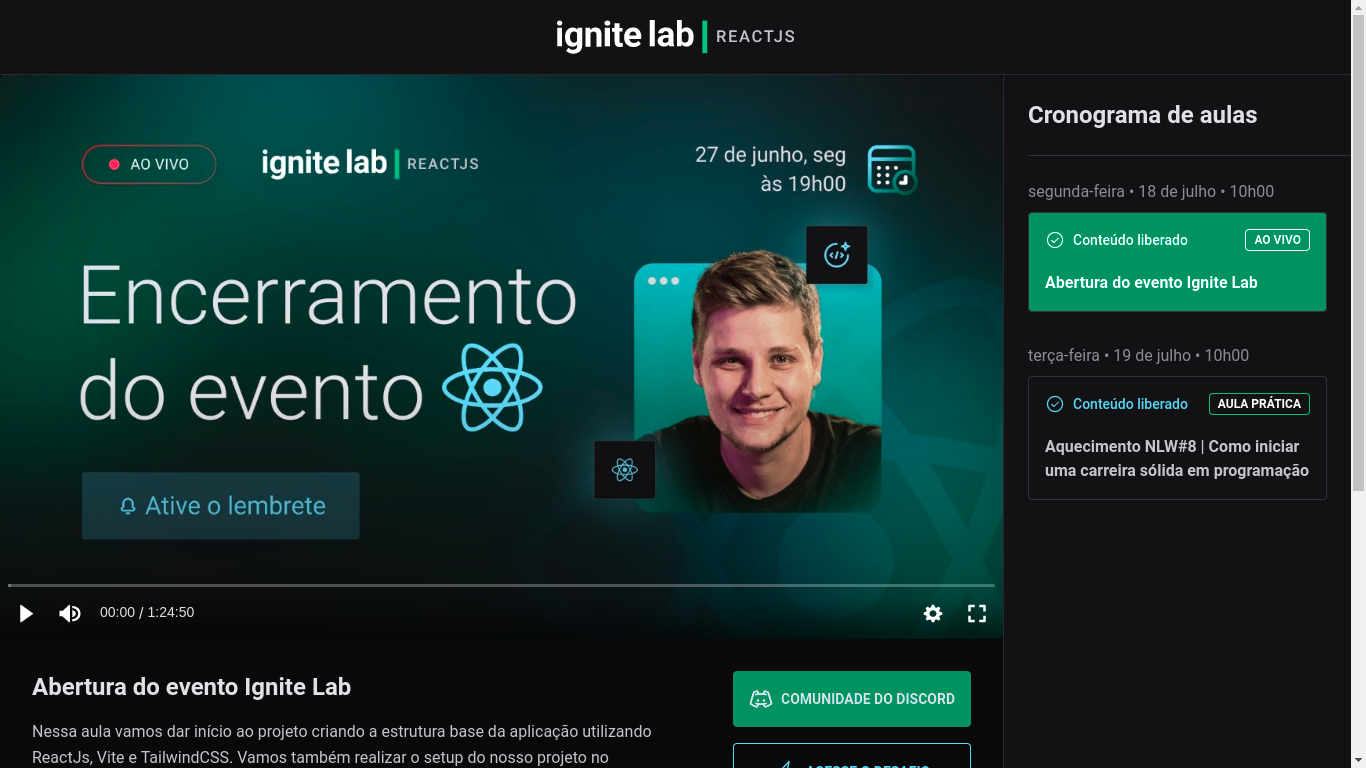 ignite lab | REACTJS
AO VIVO
ignite lab | REACTJS
27 de junho, seg
às 19h00
Encerramento
do evento
Ative o lembrete
00:00 / 1:24:50
Cronograma de aulas
segunda-feira • 18 de julho • 10h00
Conteúdo liberado
AO VIVO
Abertura do evento Ignite Lab
terça-feira • 19 de julho • 10h00
Conteúdo liberado
AULA PRÁTICA
Aquecimento NLW#8 | Como iniciar
uma carreira sólida em programação
Abertura do evento Ignite Lab
Nessa aula vamos dar início ao projeto criando a estrutura base da aplicação utilizando
ReactJs, Vite e TailwindCSS. Vamos também realizar o setup do nosso projeto no
COMUNIDADE DO DISCORD
ACESSE O DESAFIO